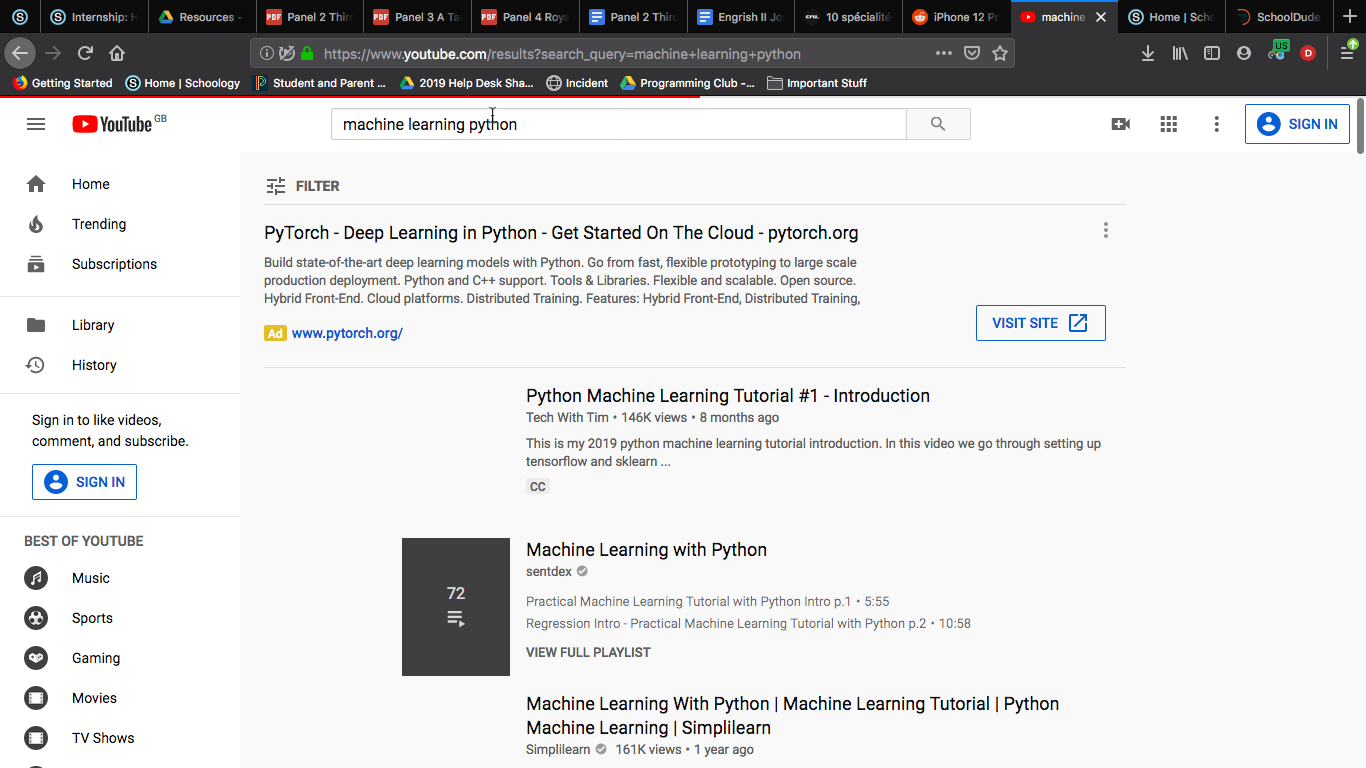 Internship: H
Resources -
Panel 2 Thir
Panel 3 A Ta
Panel 4 Roya
Panel 2 Thir
Engrish II Jo
10 spécialité
iPhone 12 Pr
machine
Home | Scho
SchoolDude
https://www.youtube.com/results?search_query=machine+learning+python
US
D
Getting Started
Home | Schoology
Student and Parent ...
2019 Help Desk Sha...
Incident
Programming Club -...
Important Stuff
YouTube GB
machine learning python
SIGN IN
Home
Trending
Subscriptions
Library
History
Sign in to like videos,
comment, and subscribe.
SIGN IN
BEST OF YOUTUBE
Music
Sports
Gaming
Movies
TV Shows
FILTER
PyTorch - Deep Learning in Python - Get Started On The Cloud - pytorch.org
Build state-of-the-art deep learning models with Python. Go from fast, flexible prototyping to large scale
production deployment. Python and C++ support. Tools & Libraries. Flexible and scalable. Open source.
Hybrid Front-End. Cloud platforms. Distributed Training. Features: Hybrid Front-End, Distributed Training,
Ad www.pytorch.org/
VISIT SITE
Python Machine Learning Tutorial #1 - Introduction
Tech With Tim • 146K views • 8 months ago
This is my 2019 python machine learning tutorial introduction. In this video we go through setting up
tensorflow and sklearn ...
CC
72
Machine Learning with Python
sentdex
Practical Machine Learning Tutorial with Python Intro p.1 • 5:55
Regression Intro - Practical Machine Learning Tutorial with Python p.2 • 10:58
VIEW FULL PLAYLIST
Machine Learning With Python | Machine Learning Tutorial | Python
Machine Learning | Simplilearn
Simplilearn 161K views • 1 year ago